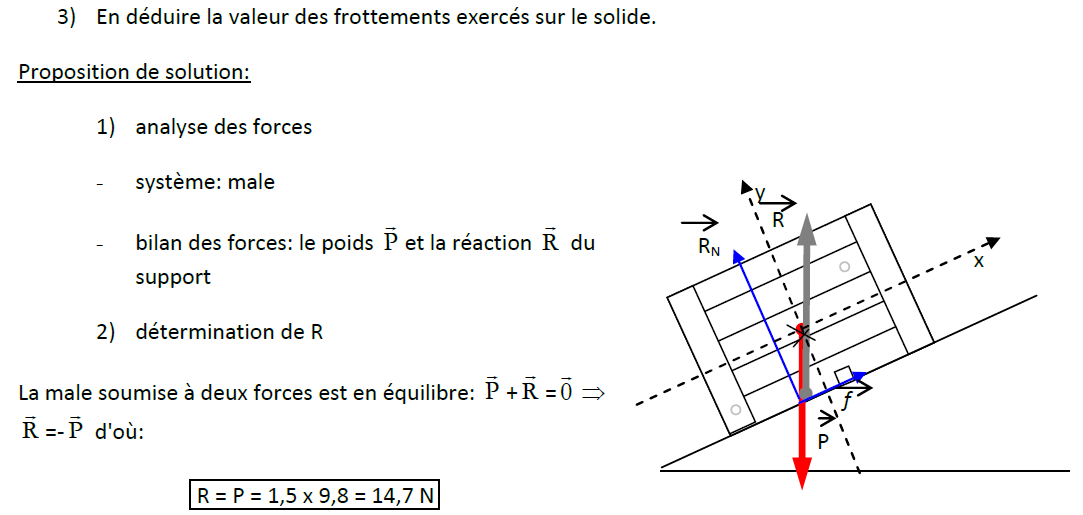 3) En déduire la valeur des frottements exercés sur le solide.
Proposition de solution:
1) analyse des forces
- système: male
- bilan des forces: le poids P⃗ et la réaction R⃗ du
support
2) détermination de R
La male soumise à deux forces est en équilibre: P⃗ + R⃗ = 0⃗ ⇒
R⃗ =- P⃗ d'où:
R = P = 1,5 x 9,8 = 14,7 N
y
R
RN
x
f
P